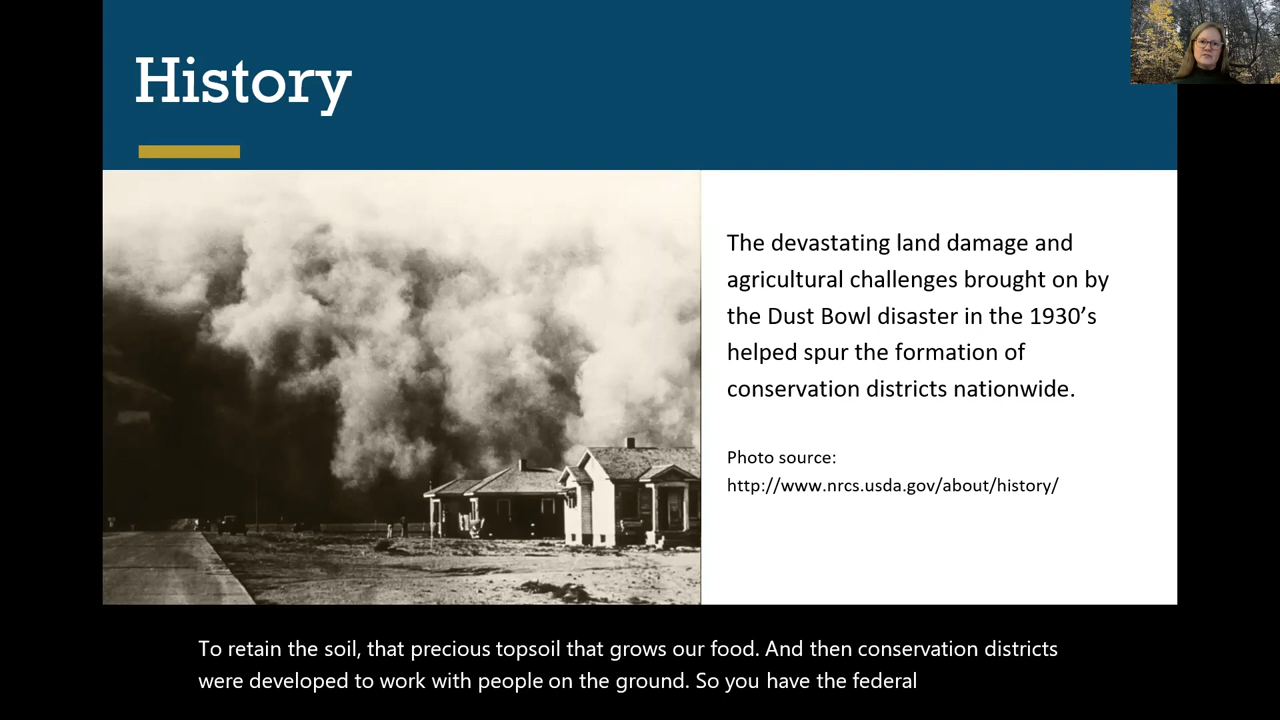 History
The devastating land damage and
agricultural challenges brought on by
the Dust Bowl disaster in the 1930’s
helped spur the formation of
conservation districts nationwide.
Photo source:
http://www.nrcs.usda.gov/about/history/
To retain the soil, that precious topsoil that grows our food. And then conservation districts
were developed to work with people on the ground. So you have the federal